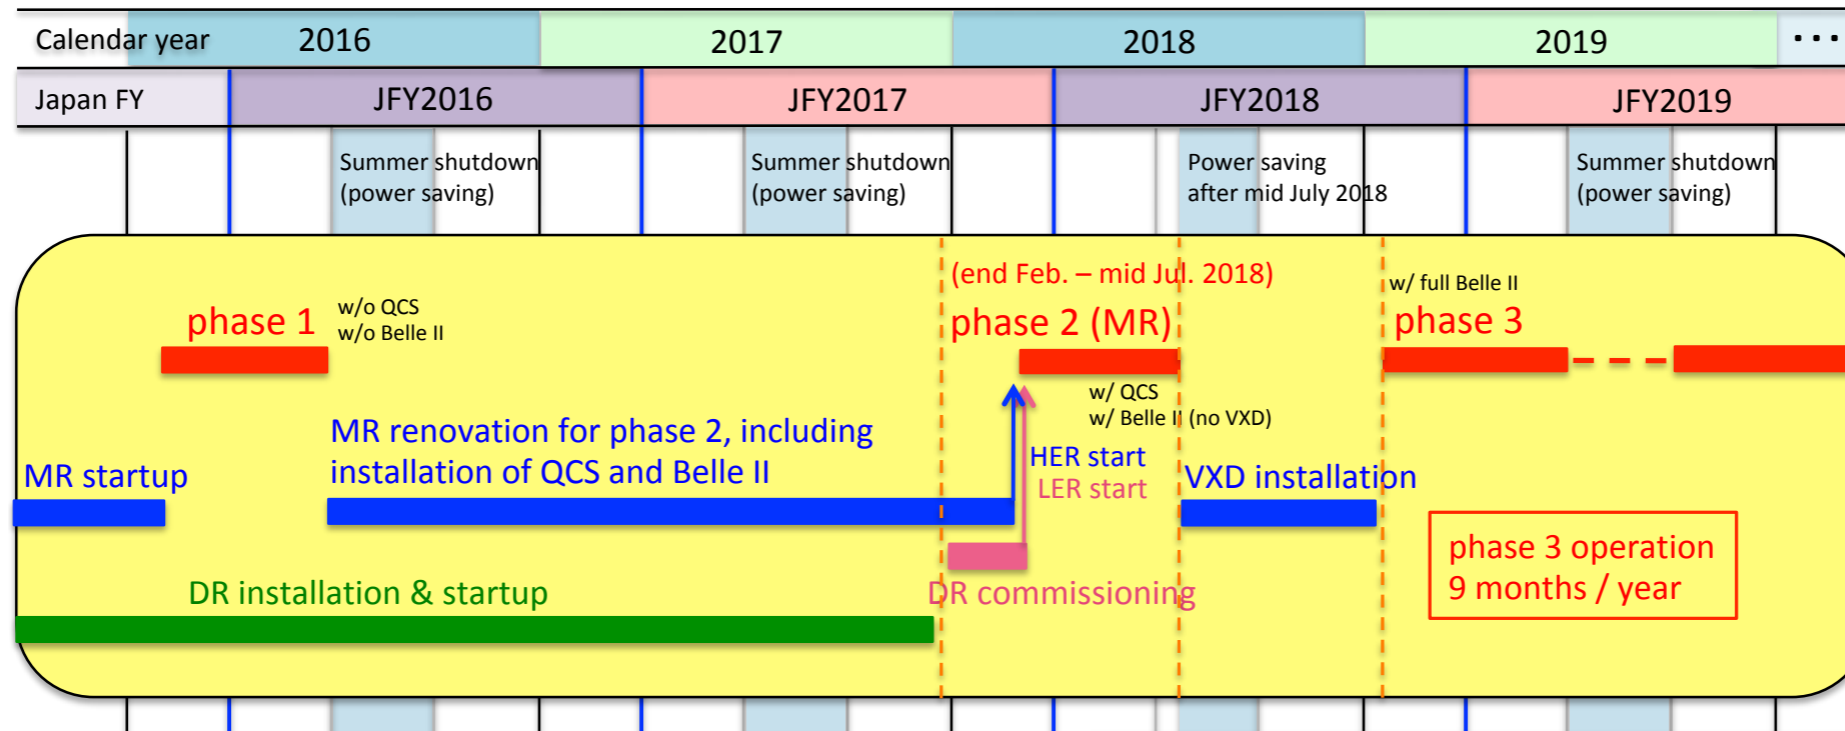 Calendar year 2016 2017 2018 2019 ...
Japan FY JFY2016 JFY2017 JFY2018 JFY2019
Summer shutdown
(power saving)
Summer shutdown
(power saving)
Power saving
after mid July 2018
Summer shutdown
(power saving)
(end Feb. – mid Jul. 2018)
phase 1
w/o QCS
w/o Belle II
phase 2 (MR)
w/ full Belle II
phase 3
w/ QCS
w/ Belle II (no VXD)
MR startup
MR renovation for phase 2, including
installation of QCS and Belle II
HER start
LER start
VXD installation
DR installation & startup
DR commissioning
phase 3 operation
9 months / year